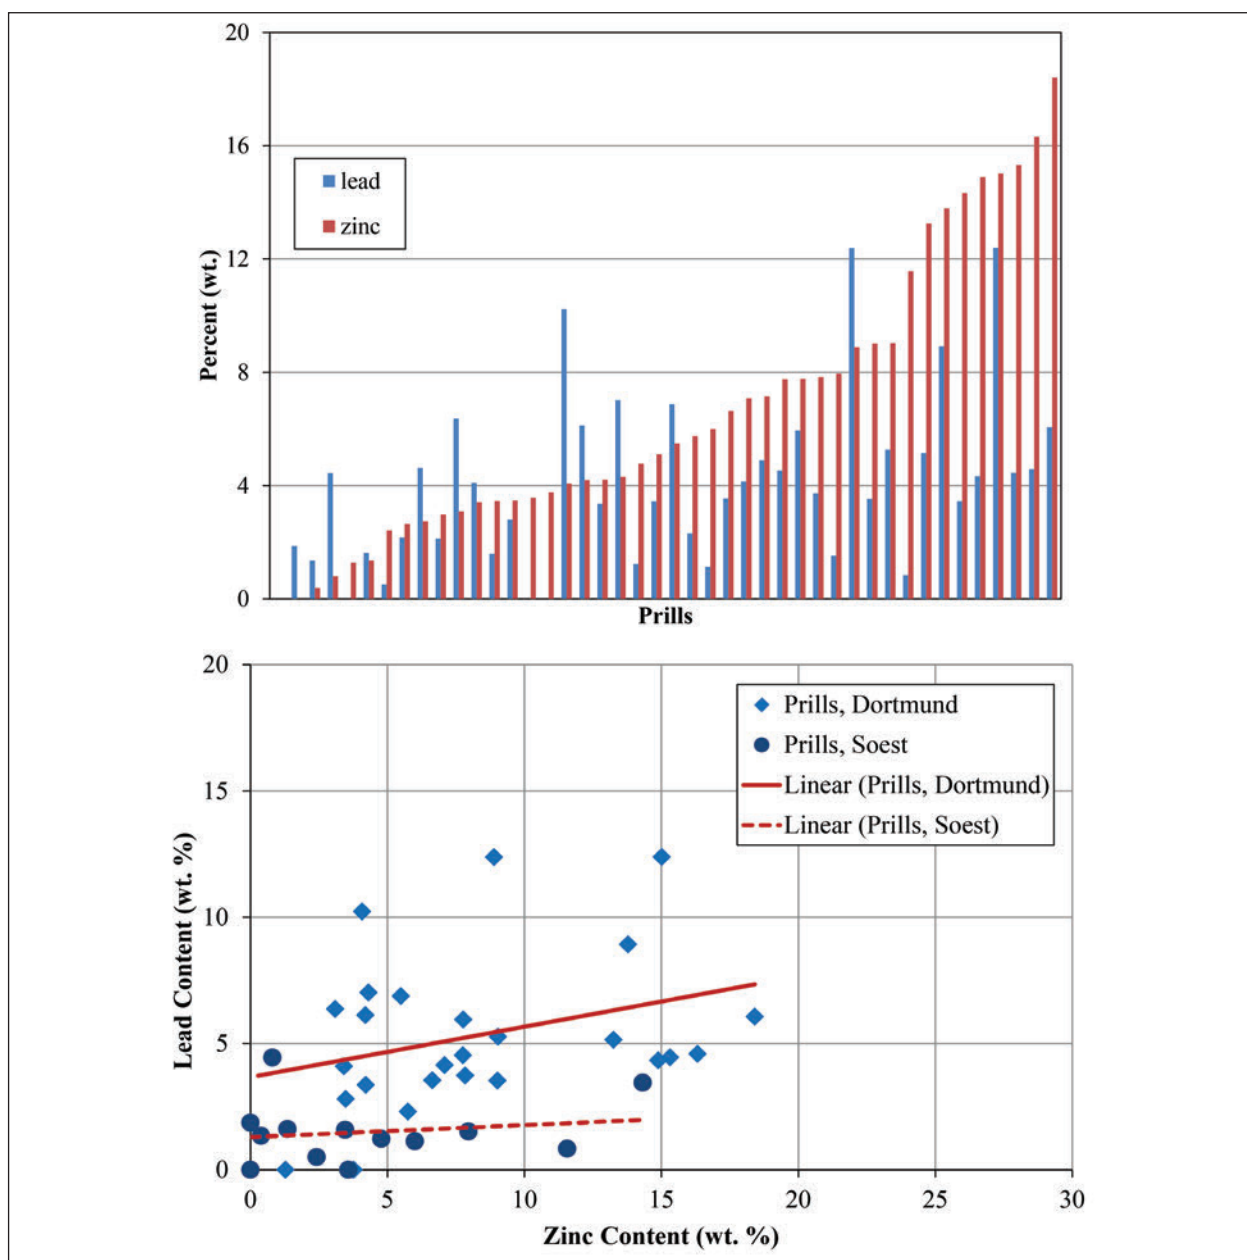 20
16
12
8
4
0
Percent (wt.)
lead
zinc
Prills
20
15
10
5
0
Lead Content (wt. %)
Prills, Dortmund
Prills, Soest
Linear (Prills, Dortmund)
Linear (Prills, Soest)
0 5 10 15 20 25 30
Zinc Content (wt. %)